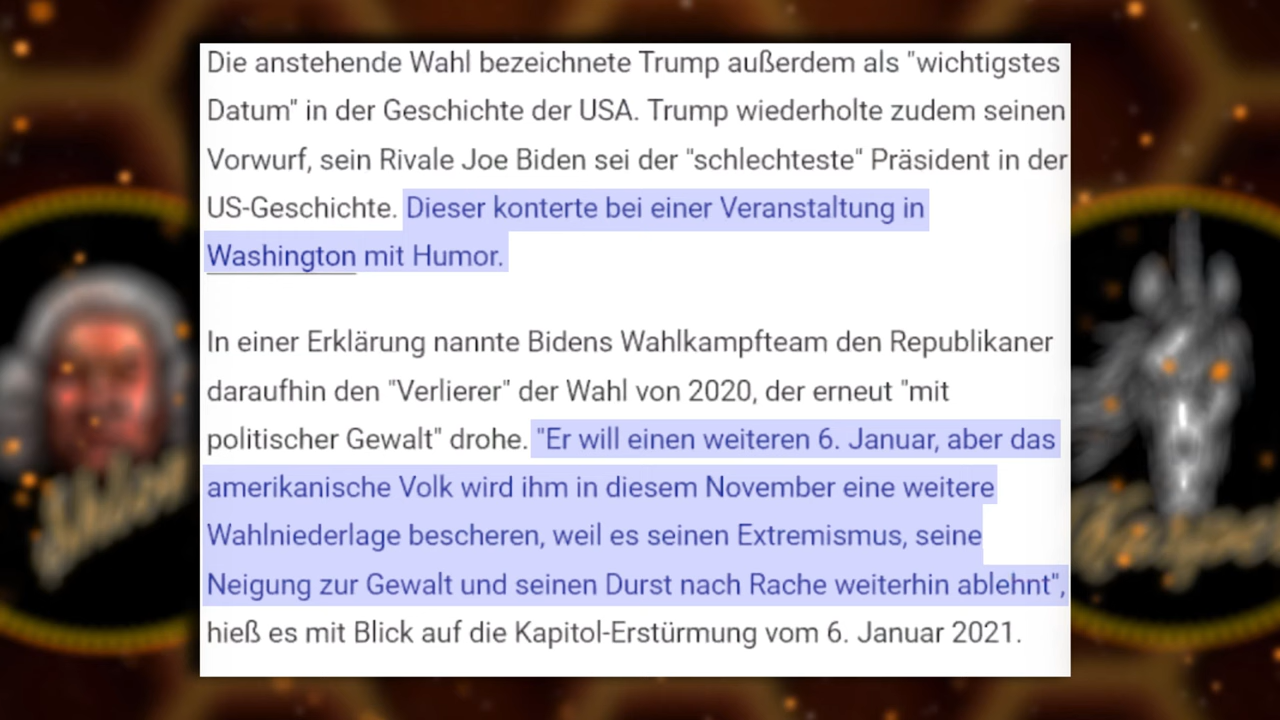 Die anstehende Wahl bezeichnete Trump außerdem als "wichtigstes
Datum" in der Geschichte der USA. Trump wiederholte zudem seinen
Vorwurf, sein Rivale Joe Biden sei der "schlechteste" Präsident in der
US-Geschichte. Dieser konterte bei einer Veranstaltung in
Washington mit Humor.
In einer Erklärung nannte Bidens Wahlkampfteam den Republikaner
daraufhin den "Verlierer" der Wahl von 2020, der erneut "mit
politischer Gewalt" drohe. "Er will einen weiteren 6. Januar, aber das
amerikanische Volk wird ihm in diesem November eine weitere
Wahlniederlage bescheren, weil es seinen Extremismus, seine
Neigung zur Gewalt und seinen Durst nach Rache weiterhin ablehnt",
hieß es mit Blick auf die Kapitol-Erstürmung vom 6. Januar 2021.